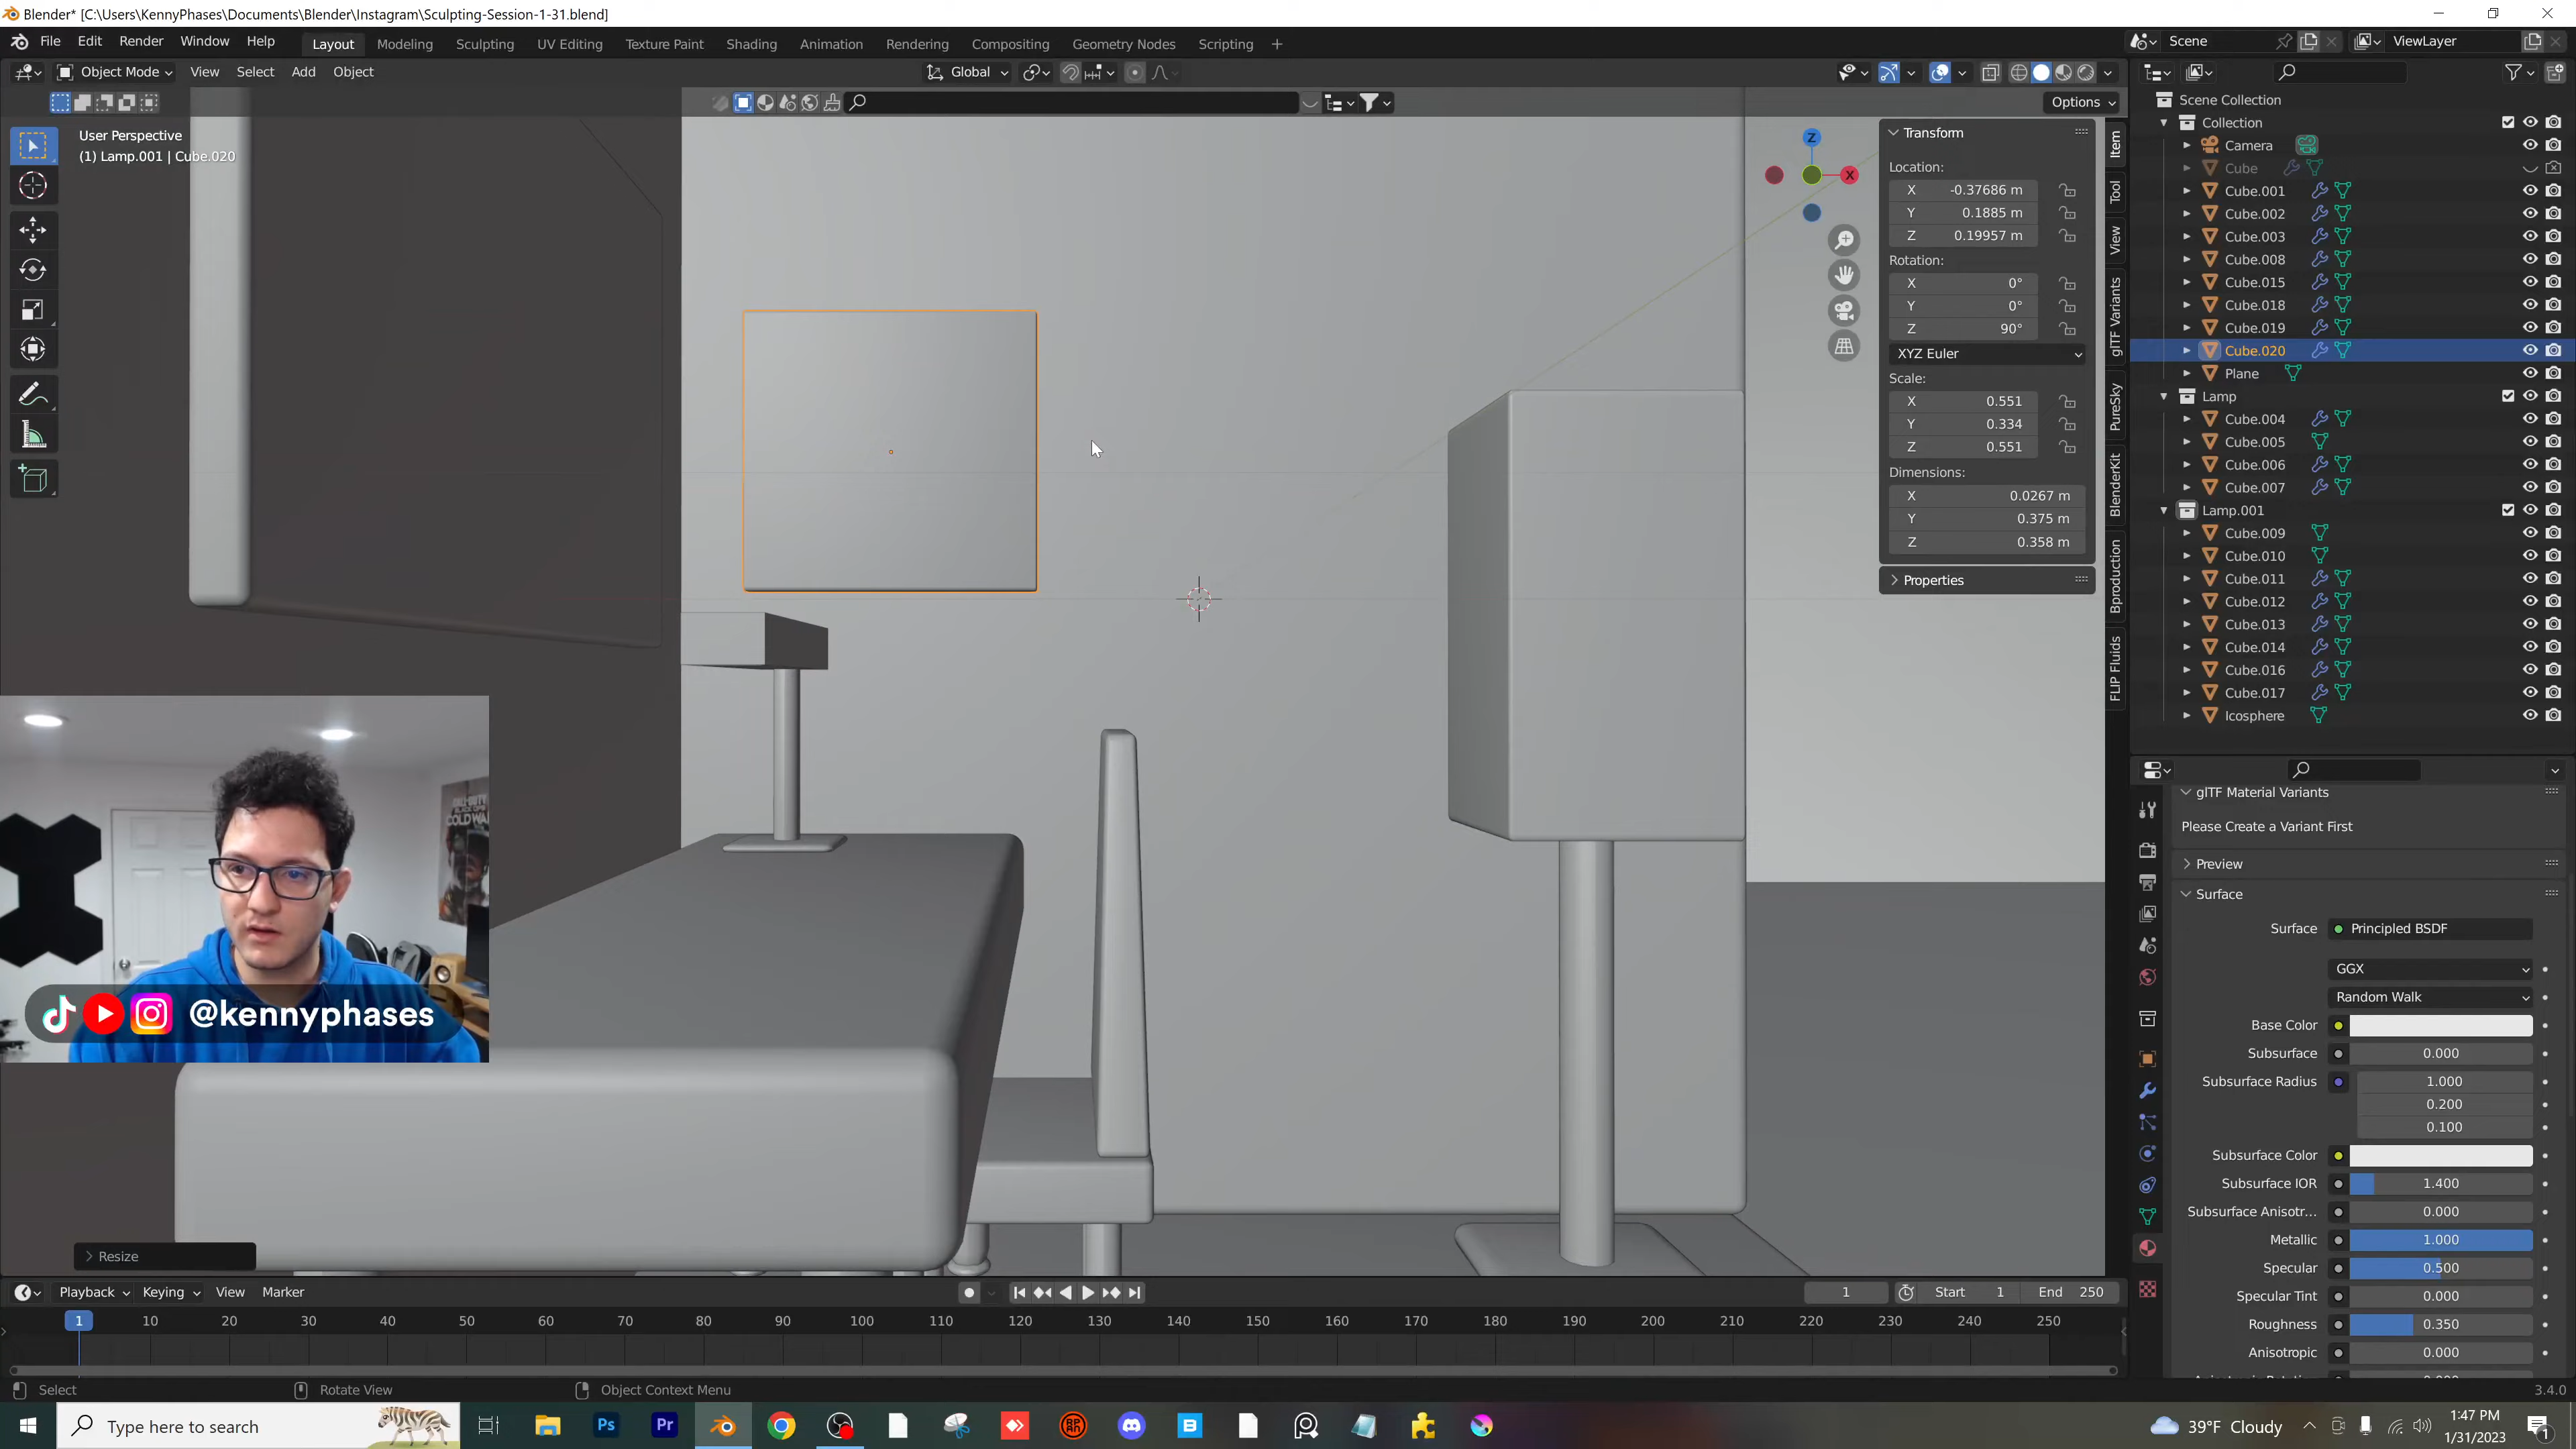 Blender* [C:\Users\KennyPhases\Documents\Blender\Instagram\Sculpting-Session-1-31.blend]
File Edit Render Window Help Layout Modeling Sculpting UV Editing Texture Paint Shading Animation Rendering Compositing Geometry Nodes Scripting + Scene ViewLayer
Object Mode View Select Add Object Global
Options
User Perspective
(1) Lamp.001 | Cube.020
Z
X
Transform
Location:
X -0.37686 m
Y 0.1885 m
Z 0.19957 m
Rotation:
X 0°
Y 0°
Z 90°
XYZ Euler
Scale:
X 0.551
Y 0.334
Z 0.551
Dimensions:
X 0.0267 m
Y 0.375 m
Z 0.358 m
Properties
Item
Tool
View
glTF Variants
PureSky
BlenderKit
Bproduction
FLIP Fluids
Scene Collection
Collection
Camera
Cube
Cube.001
Cube.002
Cube.003
Cube.008
Cube.015
Cube.018
Cube.019
Cube.020
Plane
Lamp
Cube.004
Cube.005
Cube.006
Cube.007
Lamp.001
Cube.009
Cube.010
Cube.011
Cube.012
Cube.013
Cube.014
Cube.016
Cube.017
Icosphere
glTF Material Variants
Please Create a Variant First
Preview
Surface
Surface Principled BSDF
GGX
Random Walk
Base Color
Subsurface 0.000
Subsurface Radius 1.000
0.200
0.100
Subsurface Color
Subsurface IOR 1.400
Subsurface Anisotr... 0.000
Metallic 1.000
Specular 0.500
Specular Tint 0.000
Roughness 0.350
Anisotropic 0.000
COLD WAR
@kennyphases
Resize
Playback Keying View Marker 1 Start 1 End 250
1 10 20 30 40 50 60 70 80 90 100 110 120 130 140 150 160 170 180 190 200 210 220 230 240 250
Select Rotate View Object Context Menu 3.4.0
Type here to search Ps Pr B 39°F Cloudy
1:47 PM
1/31/2023
1